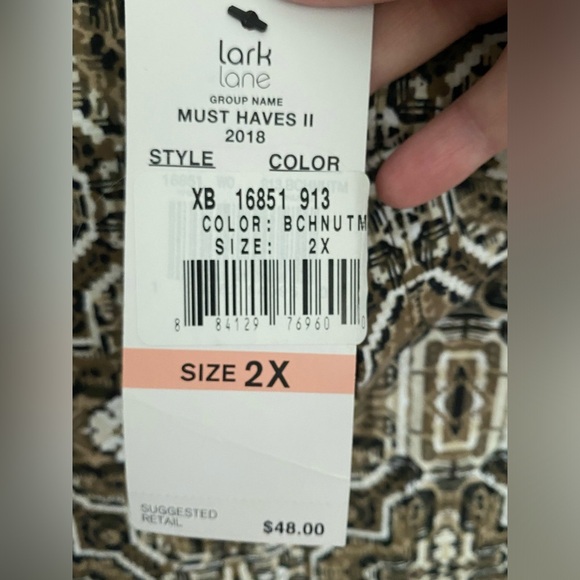 lark
lane
GROUP NAME
MUST HAVES II
2018
STYLE COLOR
XB 16851 913
COLOR: BCHNUTM
SIZE: 2X
8 84129 76960 0
SIZE 2X
SUGGESTED
RETAIL
$48.00